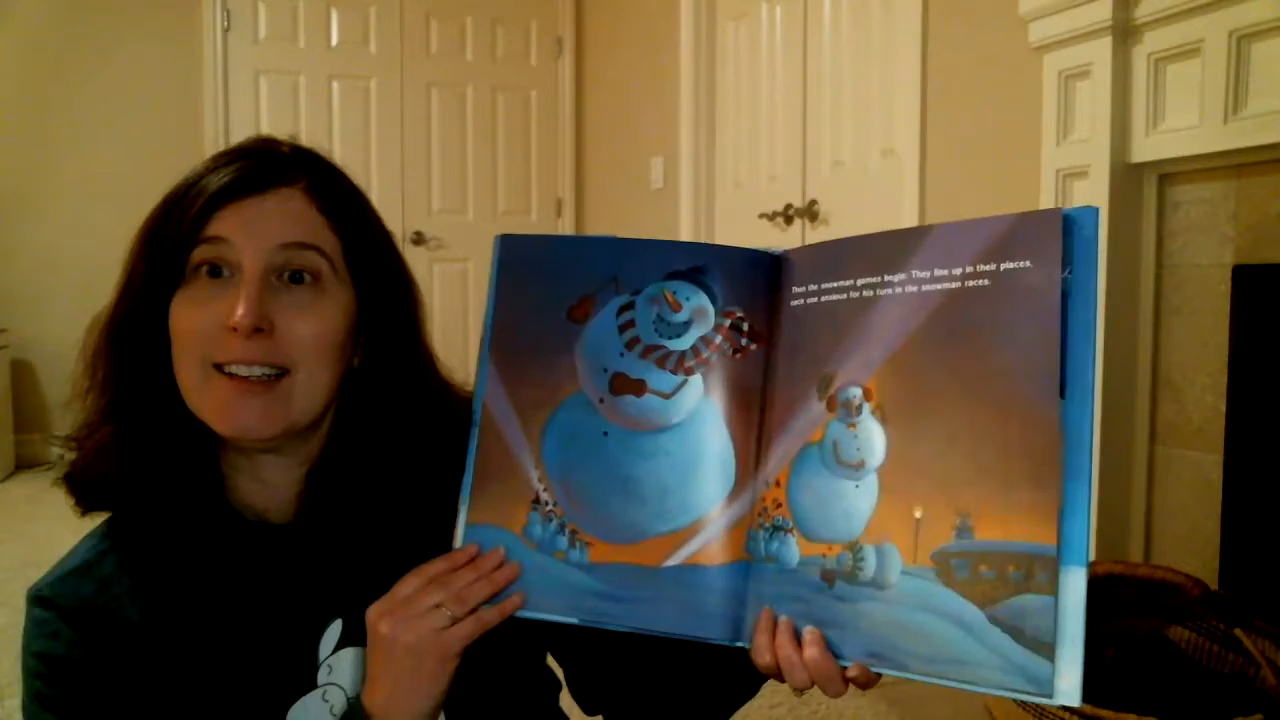 Then the snowman games begin: They line up in their places,
each one anxious for his turn in the snowman races.